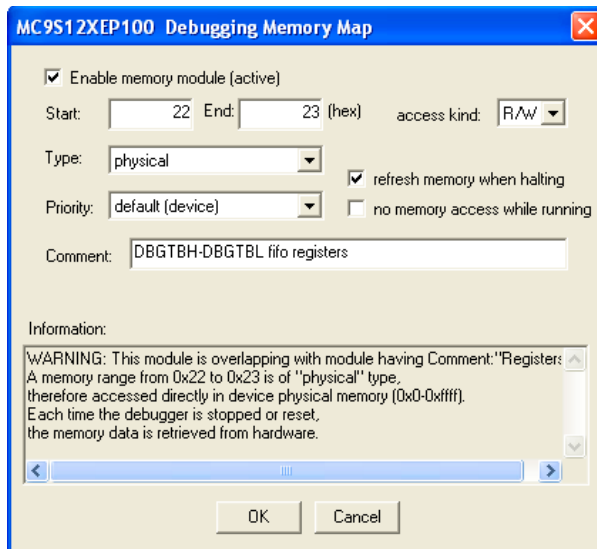 MC9S12XEP100 Debugging Memory Map
Enable memory module (active)
Start: 22 End: 23 (hex) access kind: R/W
Type: physical
refresh memory when halting
Priority: default (device)
no memory access while running
Comment: DBGTBH-DBGTBL fifo registers
Information:
WARNING: This module is overlapping with module having Comment:"Registers
A memory range from 0x22 to 0x23 is of "physical" type,
therefore accessed directly in device physical memory (0x0-0xffff).
Each time the debugger is stopped or reset,
the memory data is retrieved from hardware.
OK Cancel